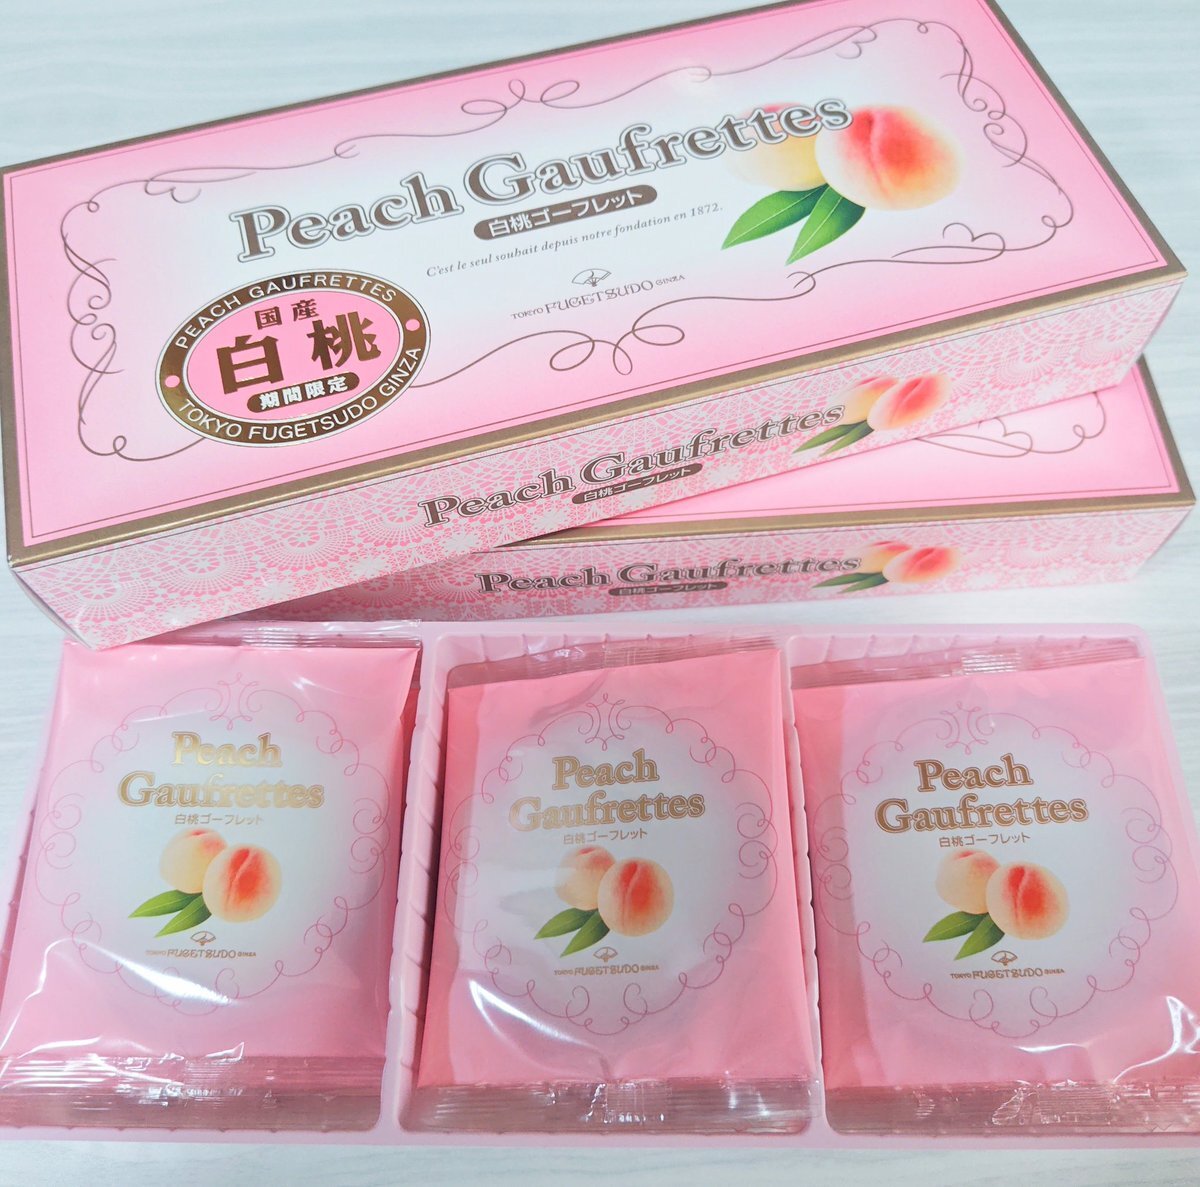 Peach Gaufrettes
白桃ゴーフレット
C'est le seul souhait depuis notre fondation en 1872.
TOKYO FUGETSUDO GINZA
PEACH GAUFRETTES
国産
白桃
期間限定
TOKYO FUGETSUDO GINZA
Peach Gaufrettes
白桃ゴーフレット
Peach Gaufrettes
白桃ゴーフレット
Peach
Gaufrettes
白桃ゴーフレット
TOKYO FUGETSUDO GINZA
Peach
Gaufrettes
白桃ゴーフレット
TOKYO FUGETSUDO GINZA
Peach
Gaufrettes
白桃ゴーフレット
TOKYO FUGETSUDO GINZA